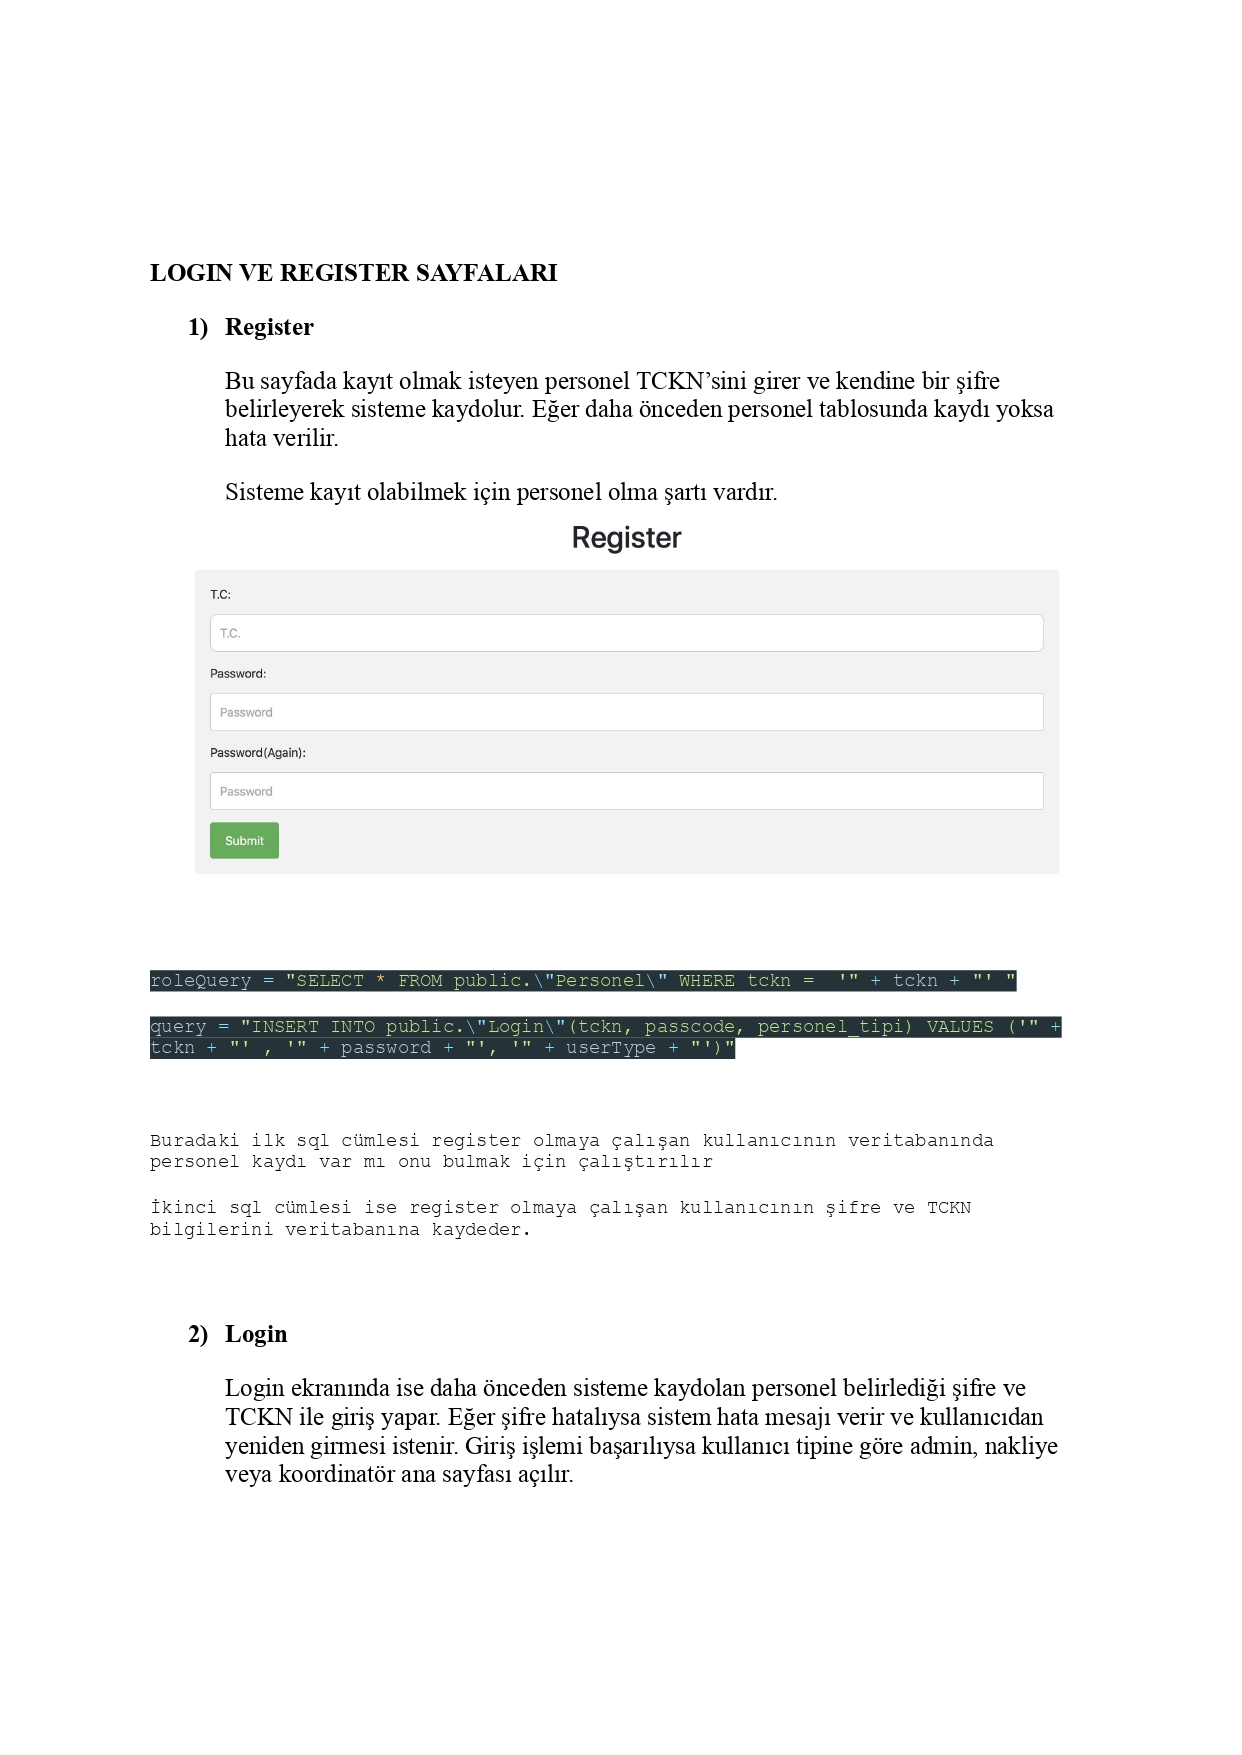 LOGIN VE REGISTER SAYFALARI
1) Register
Bu sayfada kayıt olmak isteyen personel TCKN’sini girer ve kendine bir şifre
belirleyerek sisteme kaydolur. Eğer daha önceden personel tablosunda kaydı yoksa
hata verilir.
Sisteme kayıt olabilmek için personel olma şartı vardır.
Register
T.C:
T.C.
Password:
Password
Password(Again):
Password
Submit
roleQuery = "SELECT * FROM public.\"Personel\" WHERE tckn =  '" + tckn + "' "
query = "INSERT INTO public.\"Login\"(tckn, passcode, personel_tipi) VALUES ('" +
tckn + "' , '" + password + "', '" + userType + "')"
Buradaki ilk sql cümlesi register olmaya çalışan kullanıcının veritabanında
personel kaydı var mı onu bulmak için çalıştırılır
İkinci sql cümlesi ise register olmaya çalışan kullanıcının şifre ve TCKN
bilgilerini veritabanına kaydeder.
2) Login
Login ekranında ise daha önceden sisteme kaydolan personel belirlediği şifre ve
TCKN ile giriş yapar. Eğer şifre hatalıysa sistem hata mesajı verir ve kullanıcıdan
yeniden girmesi istenir. Giriş işlemi başarılıysa kullanıcı tipine göre admin, nakliye
veya koordinatör ana sayfası açılır.